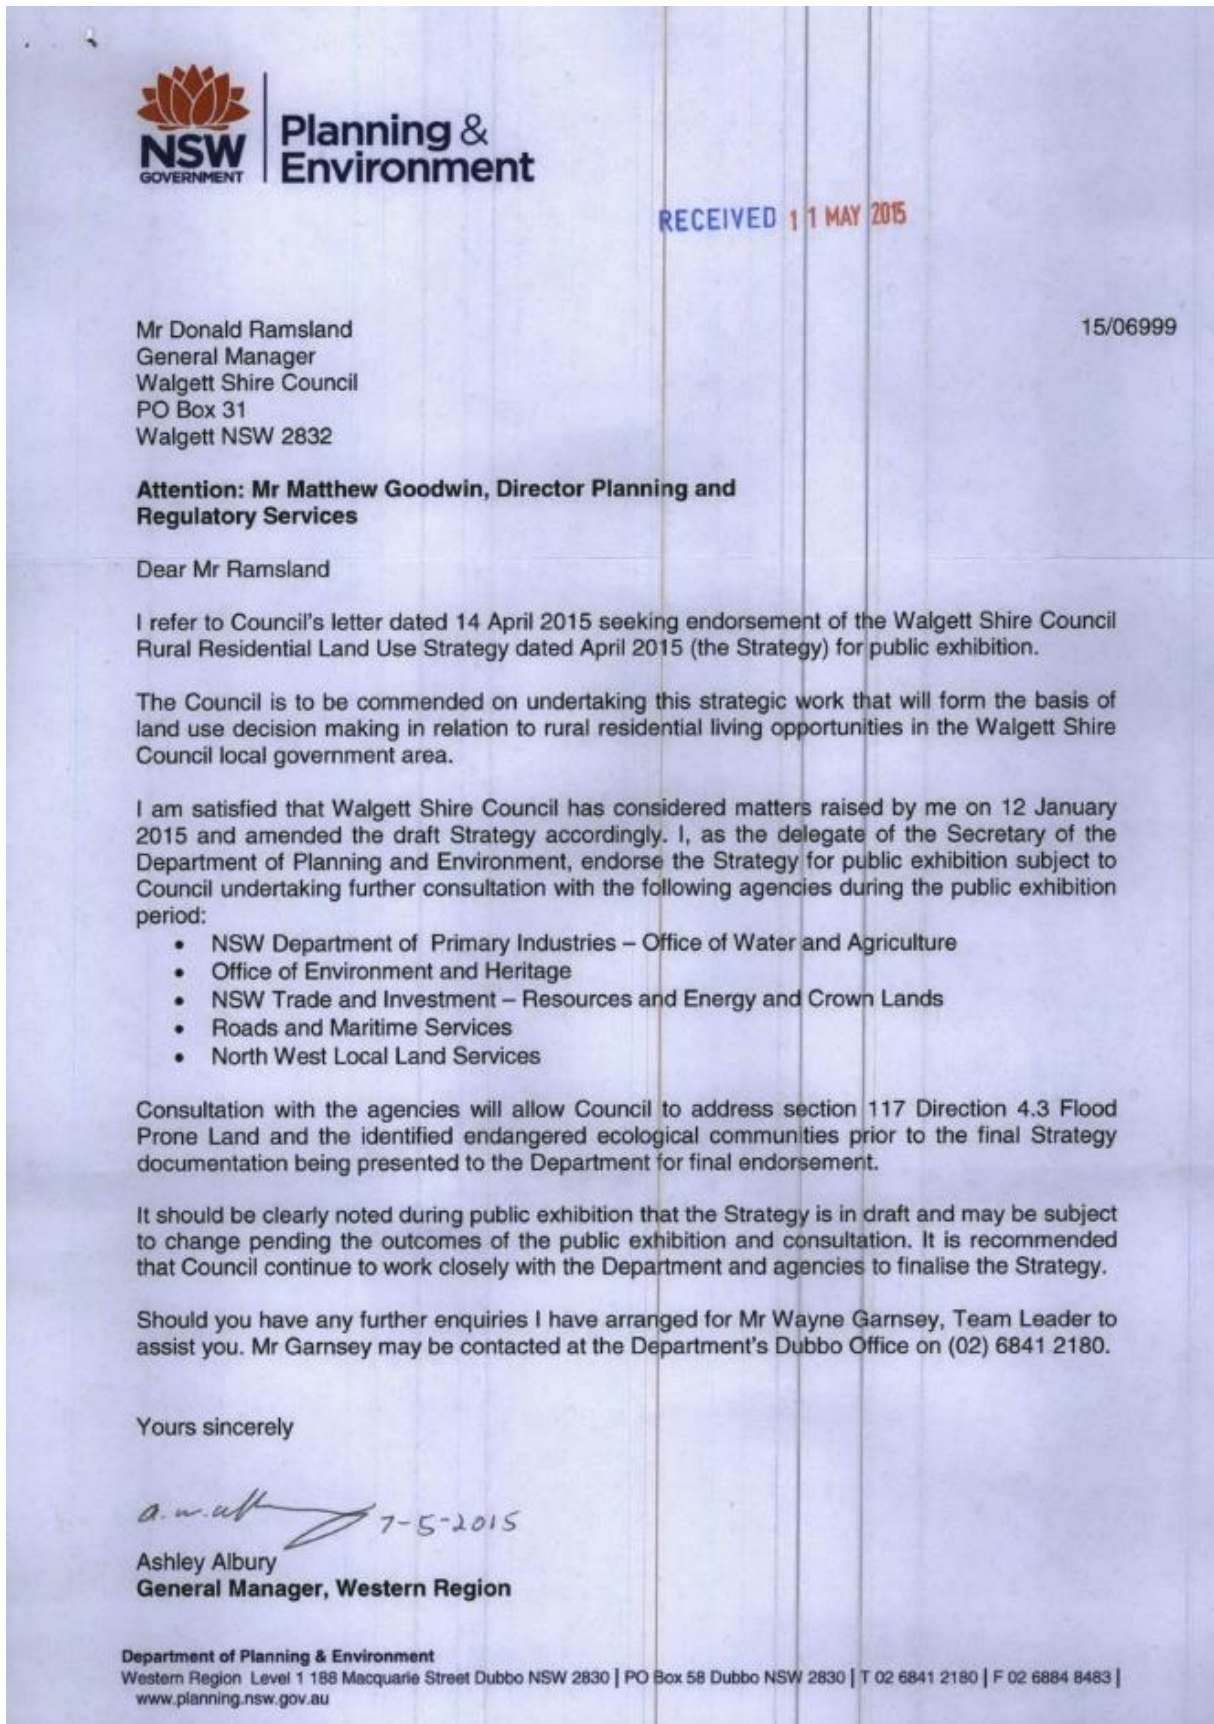 NSW
GOVERNMENT
Planning &
Environment
RECEIVED 11 MAY 2015
15/06999
Mr Donald Ramsland
General Manager
Walgett Shire Council
PO Box 31
Walgett NSW 2832
Attention: Mr Matthew Goodwin, Director Planning and
Regulatory Services
Dear Mr Ramsland
I refer to Council's letter dated 14 April 2015 seeking endorsement of the Walgett Shire Council
Rural Residential Land Use Strategy dated April 2015 (the Strategy) for public exhibition.
The Council is to be commended on undertaking this strategic work that will form the basis of
land use decision making in relation to rural residential living opportunities in the Walgett Shire
Council local government area.
I am satisfied that Walgett Shire Council has considered matters raised by me on 12 January
2015 and amended the draft Strategy accordingly. I, as the delegate of the Secretary of the
Department of Planning and Environment, endorse the Strategy for public exhibition subject to
Council undertaking further consultation with the following agencies during the public exhibition
period:
• NSW Department of Primary Industries – Office of Water and Agriculture
• Office of Environment and Heritage
• NSW Trade and Investment – Resources and Energy and Crown Lands
• Roads and Maritime Services
• North West Local Land Services
Consultation with the agencies will allow Council to address section 117 Direction 4.3 Flood
Prone Land and the identified endangered ecological communities prior to the final Strategy
documentation being presented to the Department for final endorsement.
It should be clearly noted during public exhibition that the Strategy is in draft and may be subject
to change pending the outcomes of the public exhibition and consultation. It is recommended
that Council continue to work closely with the Department and agencies to finalise the Strategy.
Should you have any further enquiries I have arranged for Mr Wayne Garnsey, Team Leader to
assist you. Mr Garnsey may be contacted at the Department's Dubbo Office on (02) 6841 2180.
Yours sincerely
7-5-2015
Ashley Albury
General Manager, Western Region
Department of Planning & Environment
Western Region Level 1 188 Macquarie Street Dubbo NSW 2830 | PO Box 58 Dubbo NSW 2830 | T 02 6841 2180 | F 02 6884 8483 |
www.planning.nsw.gov.au